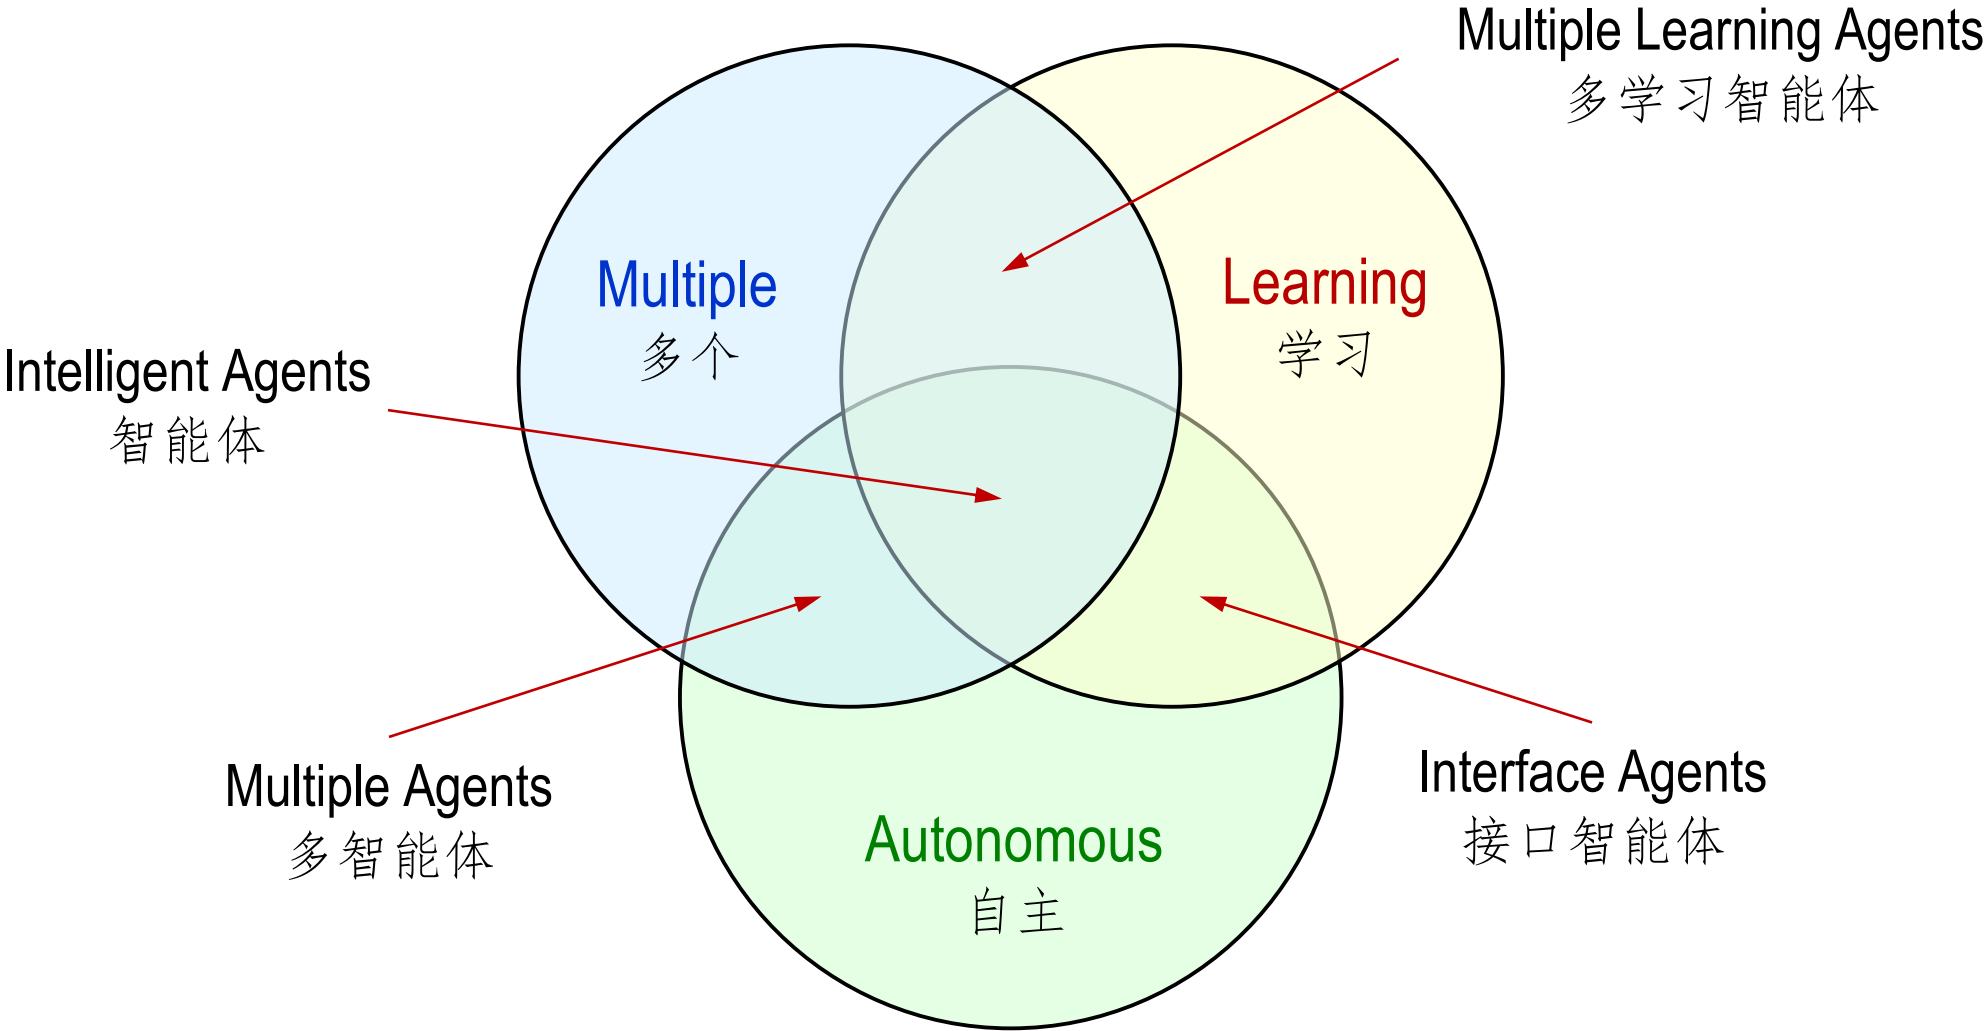 Multiple Learning Agents
多学习智能体
Multiple
多个
Learning
学习
Intelligent Agents
智能体
Multiple Agents
多智能体
Interface Agents
接口智能体
Autonomous
自主